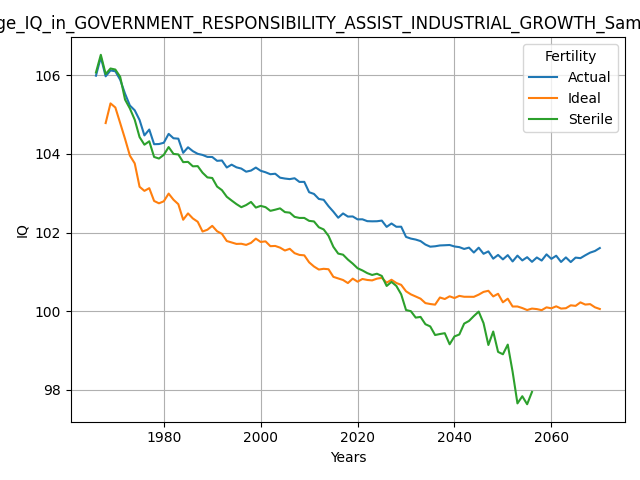 ge_IQ_in_GOVERNMENT_RESPONSIBILITY_ASSIST_INDUSTRIAL_GROWTH_Sam
Fertility
Actual
Ideal
Sterile
106
104
102
100
98
IQ
1980 2000 2020 2040 2060
Years